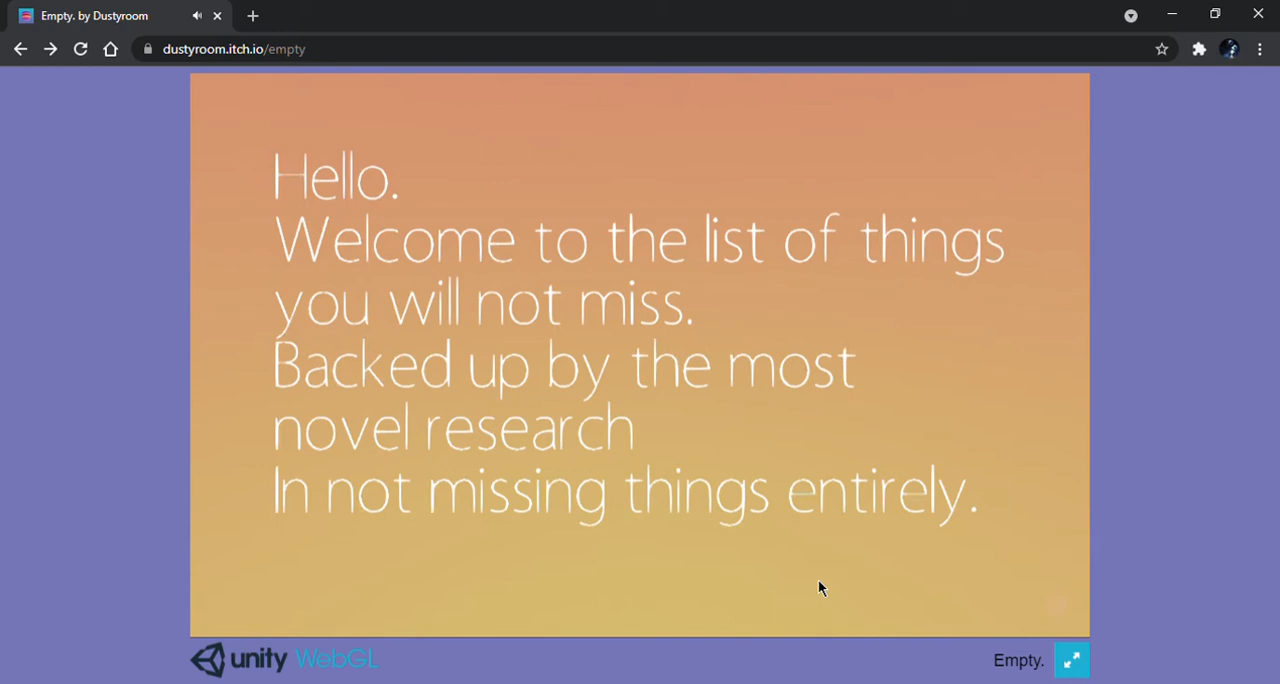 Empty. by Dustyroom
dustyroom.itch.io/empty
Hello.
Welcome to the list of things
you will not miss.
Backed up by the most
novel research
In not missing things entirely.
unity WebGL
Empty.